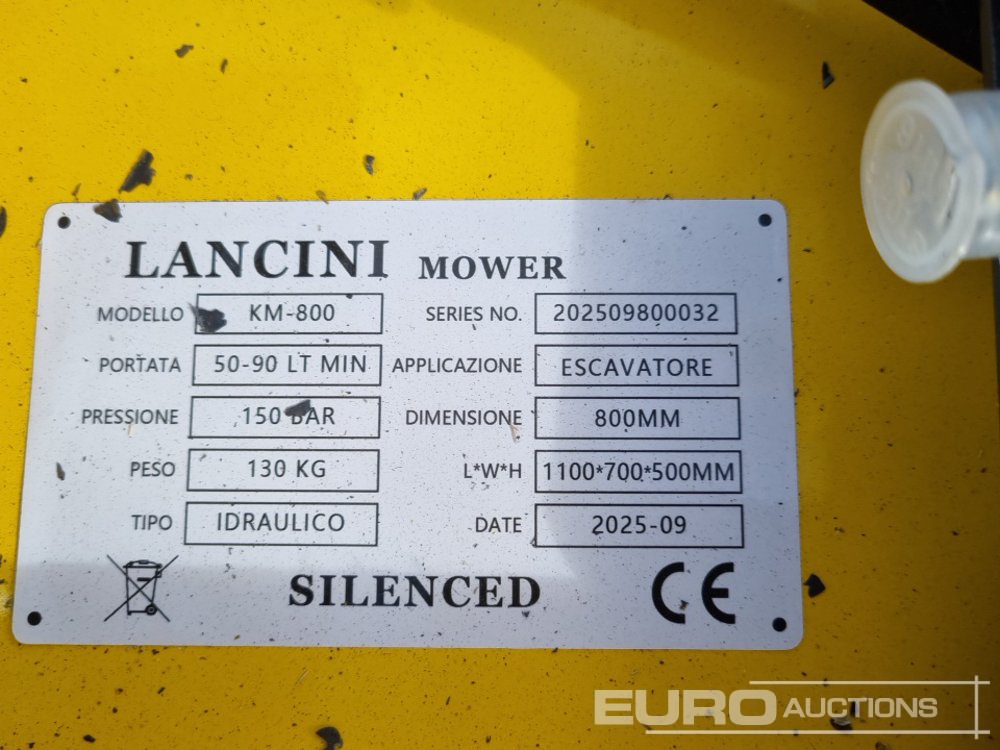 LANCINI MOWER
MODELLO KM-800 SERIES NO. 202509800032
PORTATA 50-90 LT MIN APPLICAZIONE ESCAVATORE
PRESSIONE 150 BAR DIMENSIONE 800MM
PESO 130 KG L*W*H 1100*700*500MM
TIPO IDRAULICO DATE 2025-09
SILENCED CE
EURO AUCTIONS